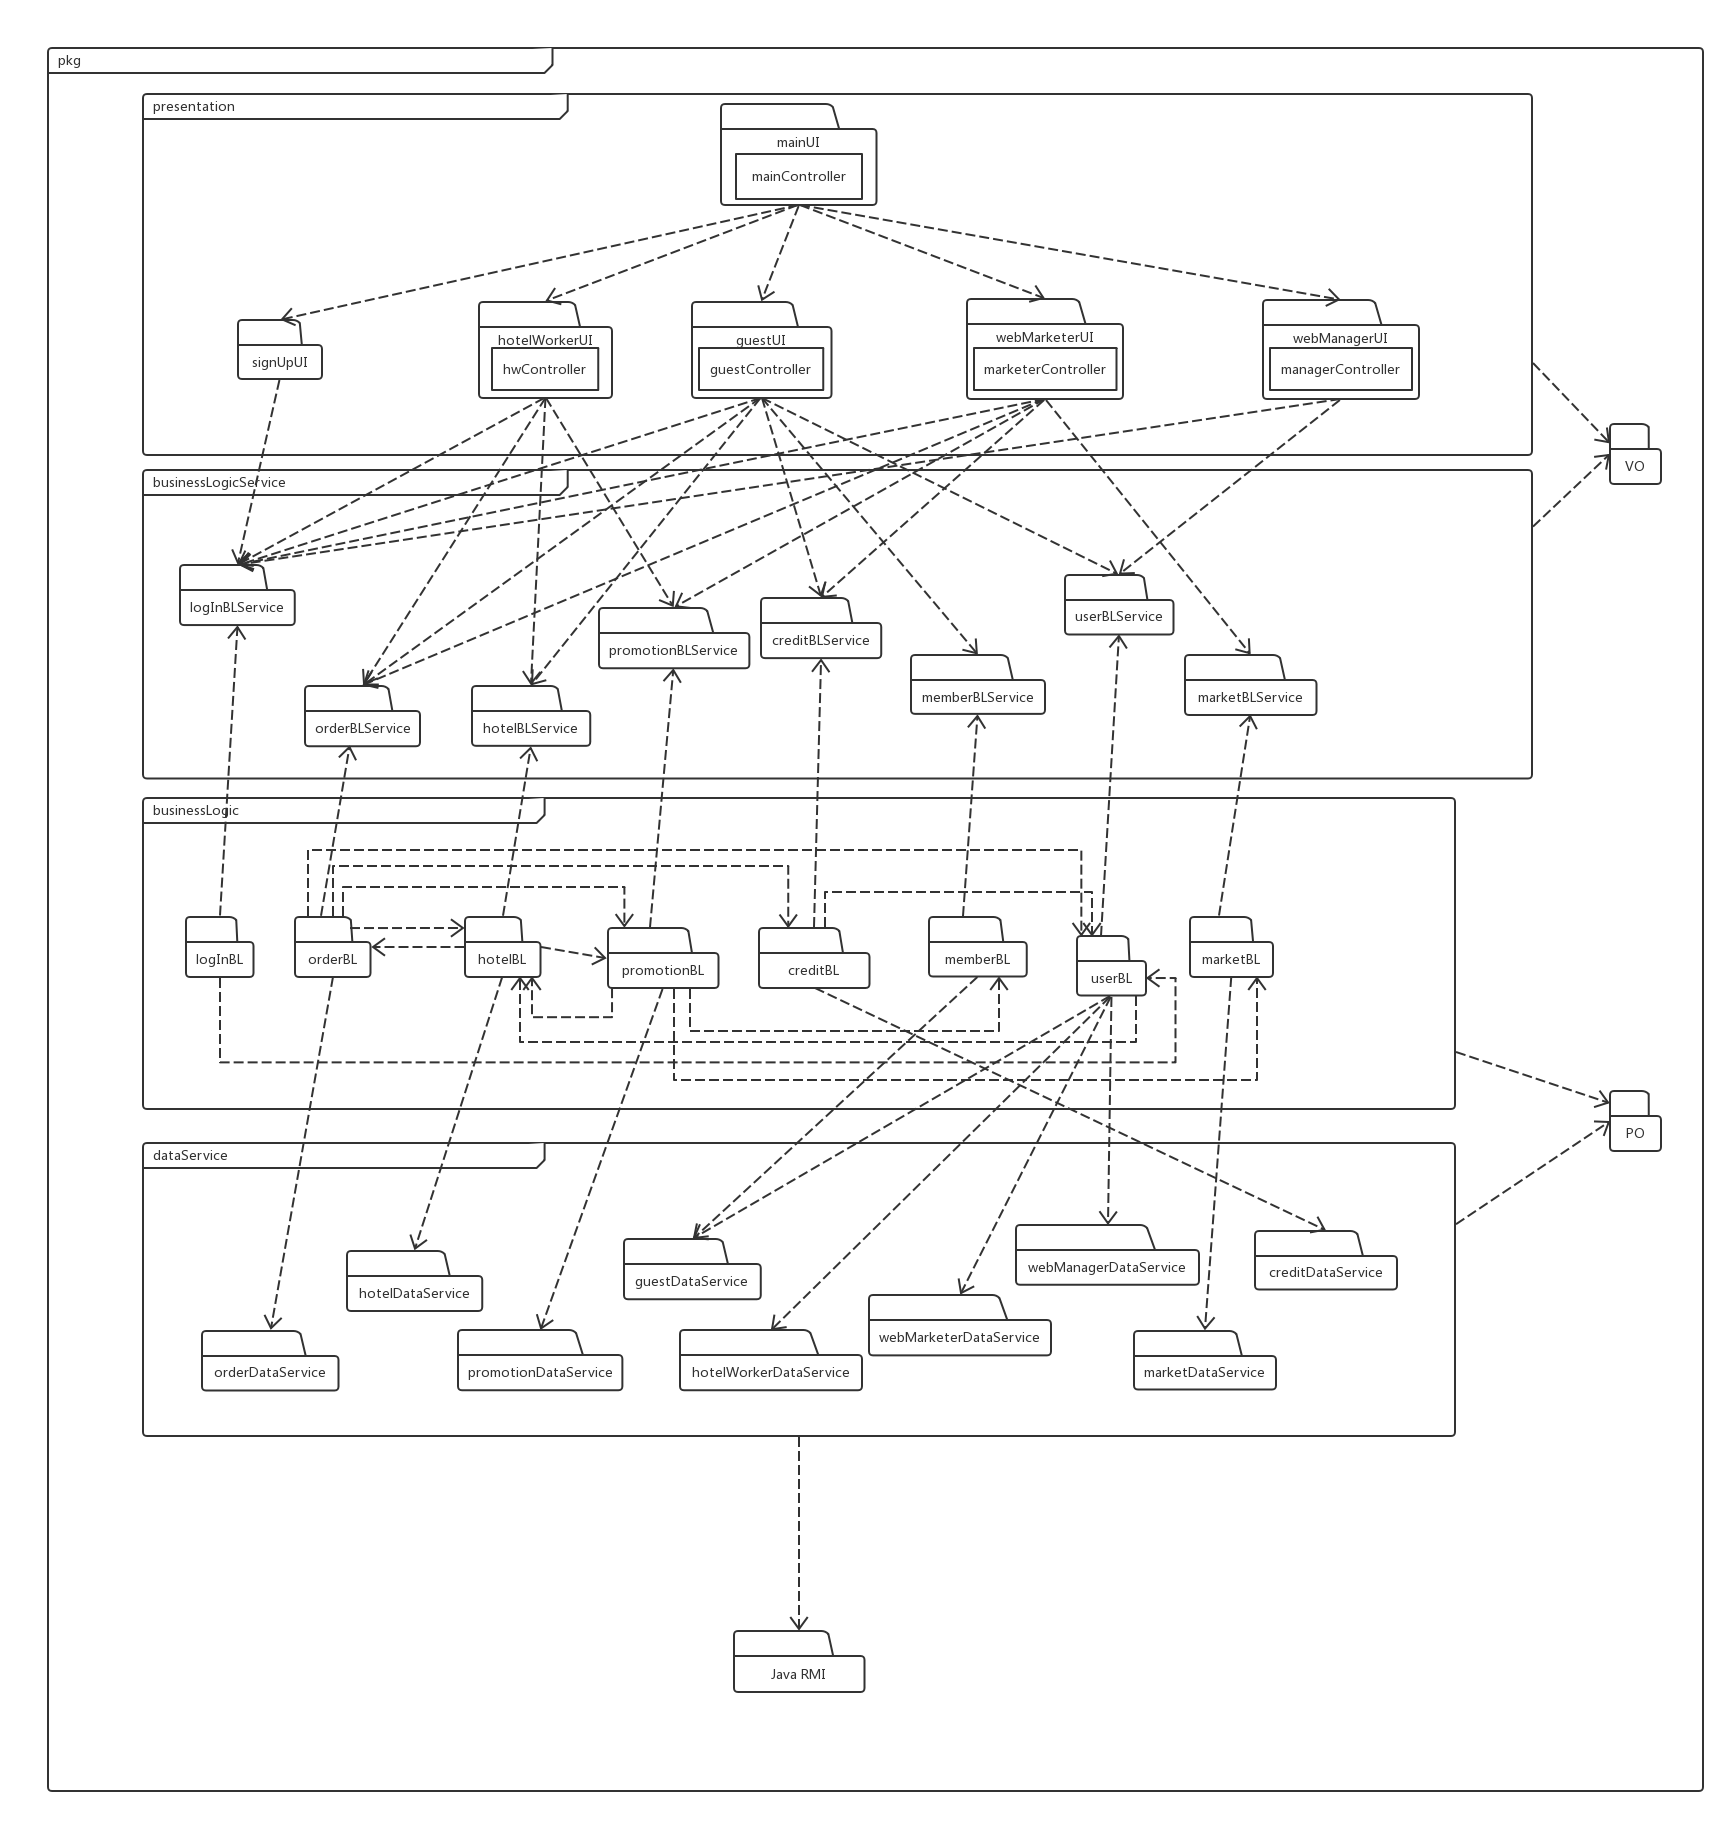 pkg
presentation
mainUI
mainController
signUpUI
hotelWorkerUI
hwController
guestUI
guestController
webMarketerUI
marketerController
webManagerUI
managerController
VO
businessLogicService
logInBLService
orderBLService
hotelBLService
promotionBLService
creditBLService
memberBLService
userBLService
marketBLService
businessLogic
logInBL
orderBL
hotelBL
promotionBL
creditBL
memberBL
userBL
marketBL
PO
dataService
orderDataService
hotelDataService
promotionDataService
guestDataService
hotelWorkerDataService
webMarketerDataService
webManagerDataService
marketDataService
creditDataService
Java RMI